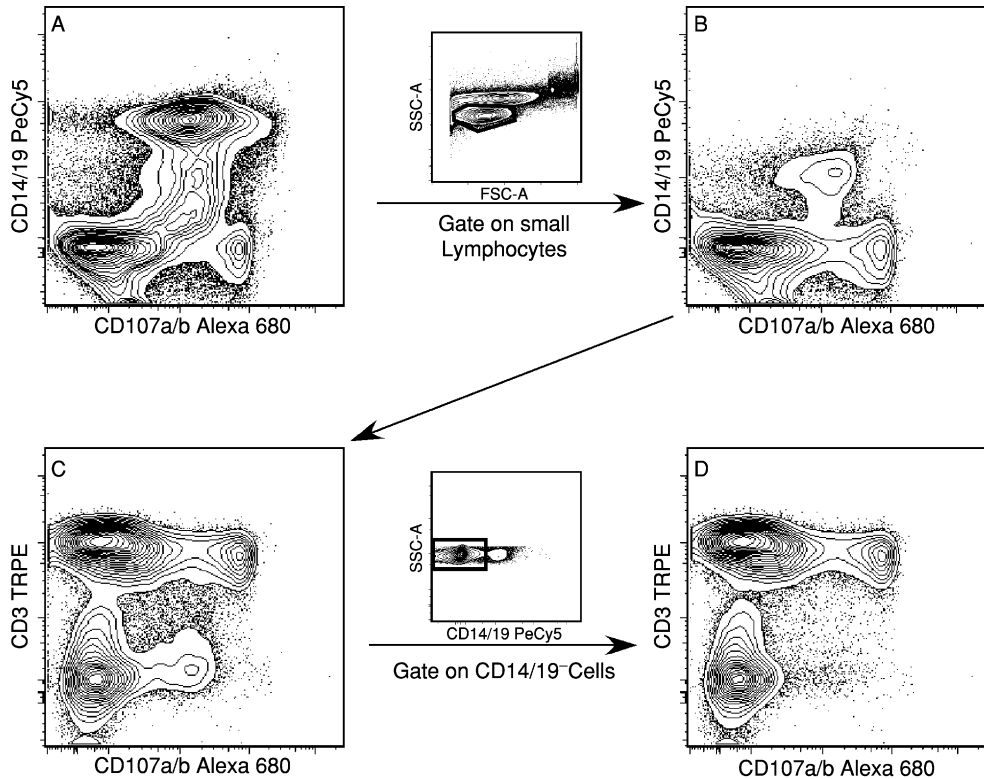 A
CD14/19 PeCy5
CD107a/b Alexa 680
SSC-A
FSC-A
Gate on small
Lymphocytes
B
CD14/19 PeCy5
CD107a/b Alexa 680
C
CD3 TRPE
CD107a/b Alexa 680
SSC-A
CD14/19 PeCy5
Gate on CD14/19⁻Cells
D
CD3 TRPE
CD107a/b Alexa 680